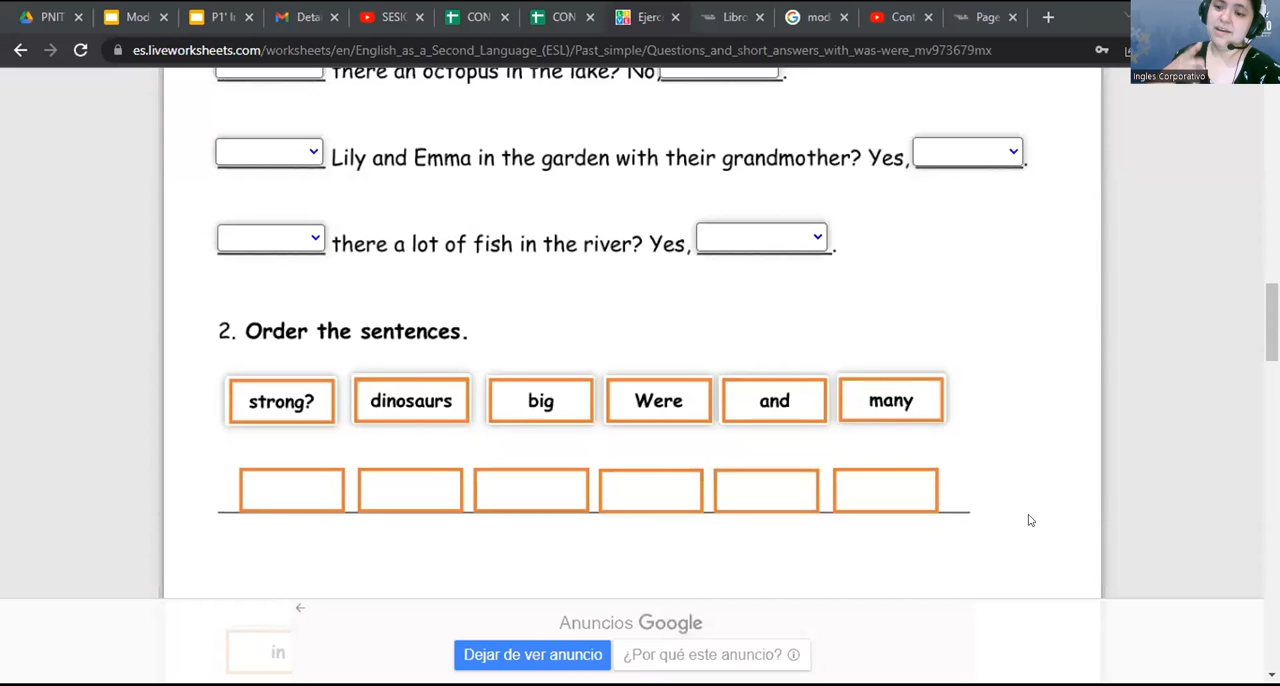 PNIT
Mod
P1' Ir
Deta
SESI
CON
CON
Ejerc
Libro
mod
Cont
Page
es.liveworksheets.com/worksheets/en/English_as_a_Second_Language_(ESL)/Past_simple/Questions_and_short_answers_with_was-were_mv973679mx
Ingles Corporativo
there an octopus in the lake? No, .
Lily and Emma in the garden with their grandmother? Yes, .
there a lot of fish in the river? Yes, .
2. Order the sentences.
strong? dinosaurs big Were and many
Anuncios Google
in
Dejar de ver anuncio ¿Por qué este anuncio?